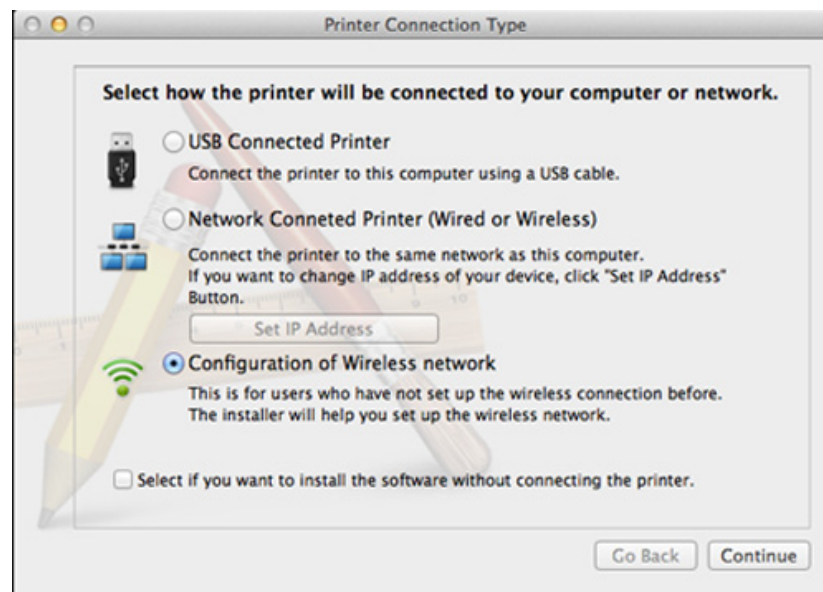 Printer Connection Type
Select how the printer will be connected to your computer or network.
USB Connected Printer
Connect the printer to this computer using a USB cable.
Network Conneted Printer (Wired or Wireless)
Connect the printer to the same network as this computer.
If you want to change IP address of your device, click "Set IP Address"
Button.
Set IP Address
Configuration of Wireless network
This is for users who have not set up the wireless connection before.
The installer will help you set up the wireless network.
Select if you want to install the software without connecting the printer.
Go Back Continue